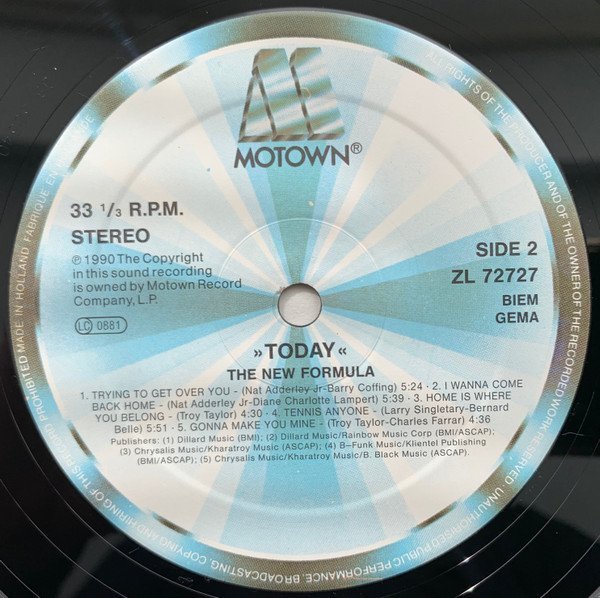 MOTOWN®
33 1/3 R.P.M.
STEREO
℗ 1990 The Copyright
in this sound recording
is owned by Motown Record
Company, L.P.
LC 0881
SIDE 2
ZL 72727
BIEM
GEMA
»TODAY«
THE NEW FORMULA
1. TRYING TO GET OVER YOU - (Nat Adderley Jr-Barry Coffing) 5:24 · 2. I WANNA COME
BACK HOME - (Nat Adderley Jr-Diane Charlotte Lampert) 5:39 · 3. HOME IS WHERE
YOU BELONG - (Troy Taylor) 4:30 · 4. TENNIS ANYONE - (Larry Singletary-Bernard
Belle) 5:51 · 5. GONNA MAKE YOU MINE - (Troy Taylor-Charles Farrar) 4:36
Publishers: (1) Dillard Music (BMI); (2) Dillard Music/Rainbow Music Corp (BMI/ASCAP);
(3) Chrysalis Music/Kharatroy Music (ASCAP); (4) B-Funk Music/Klientel Publishing
(BMI/ASCAP); (5) Chrysalis Music/Kharatroy Music/B. Black Music (ASCAP).
ALL RIGHTS OF THE PRODUCER AND OF THE OWNER OF THE RECORDED WORK RESERVED · UNAUTHORISED PUBLIC PERFORMANCE, BROADCASTING, COPYING AND HIRING OF THIS RECORD PROHIBITED MADE IN HOLLAND FABRIQUÉ EN